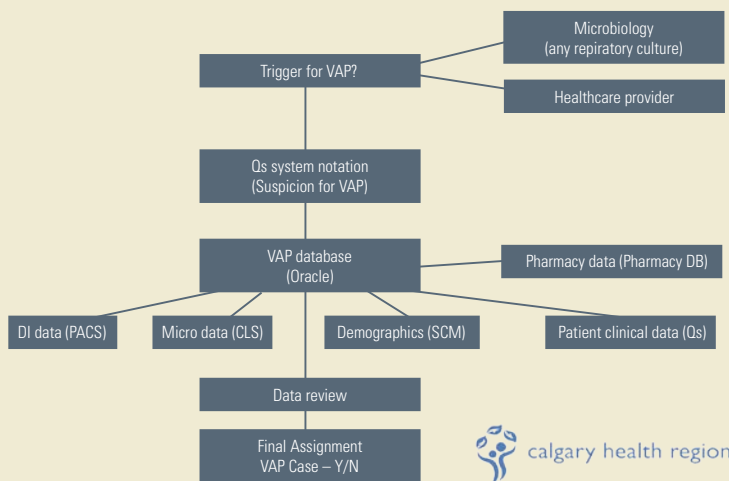 Microbiology
(any repiratory culture)
Trigger for VAP?
Healthcare provider
Qs system notation
(Suspicion for VAP)
VAP database
(Oracle)
Pharmacy data (Pharmacy DB)
DI data (PACS)
Micro data (CLS)
Demographics (SCM)
Patient clinical data (Qs)
Data review
Final Assignment
VAP Case – Y/N
calgary health region